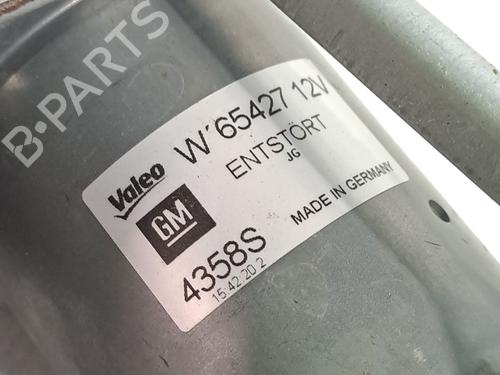 B-PARTS
Valeo W'65427 12V
ENTSTÖRT
JG
GM
MADE IN GERMANY
4358S
15:42:20 2